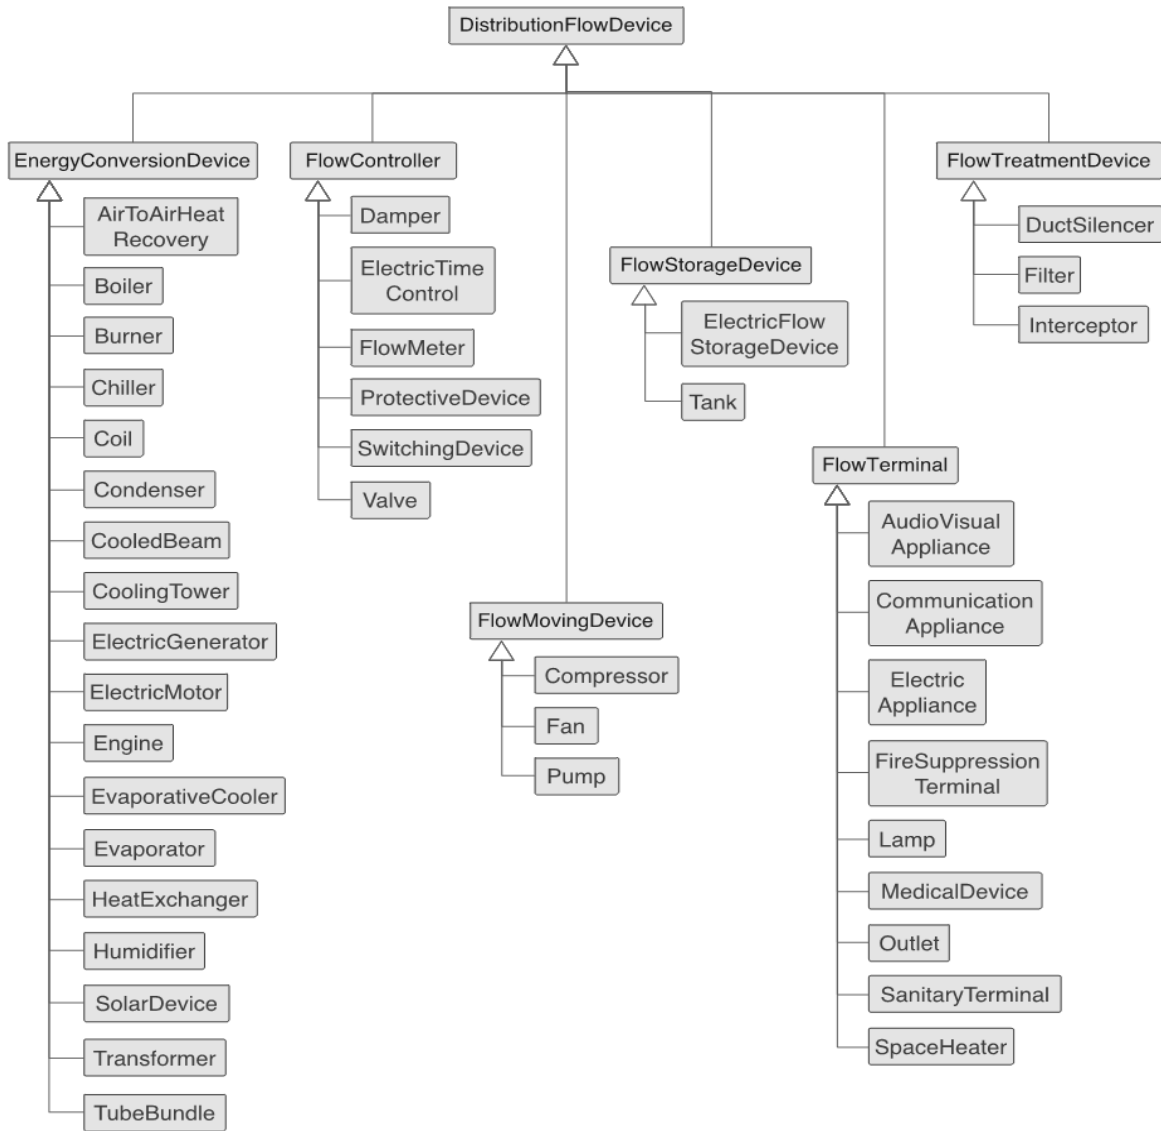 DistributionFlowDevice
EnergyConversionDevice
AirToAirHeat
Recovery
Boiler
Burner
Chiller
Coil
Condenser
CooledBeam
CoolingTower
ElectricGenerator
ElectricMotor
Engine
EvaporativeCooler
Evaporator
HeatExchanger
Humidifier
SolarDevice
Transformer
TubeBundle
FlowController
Damper
ElectricTime
Control
FlowMeter
ProtectiveDevice
SwitchingDevice
Valve
FlowMovingDevice
Compressor
Fan
Pump
FlowStorageDevice
ElectricFlow
StorageDevice
Tank
FlowTerminal
AudioVisual
Appliance
Communication
Appliance
Electric
Appliance
FireSuppression
Terminal
Lamp
MedicalDevice
Outlet
SanitaryTerminal
SpaceHeater
FlowTreatmentDevice
DuctSilencer
Filter
Interceptor